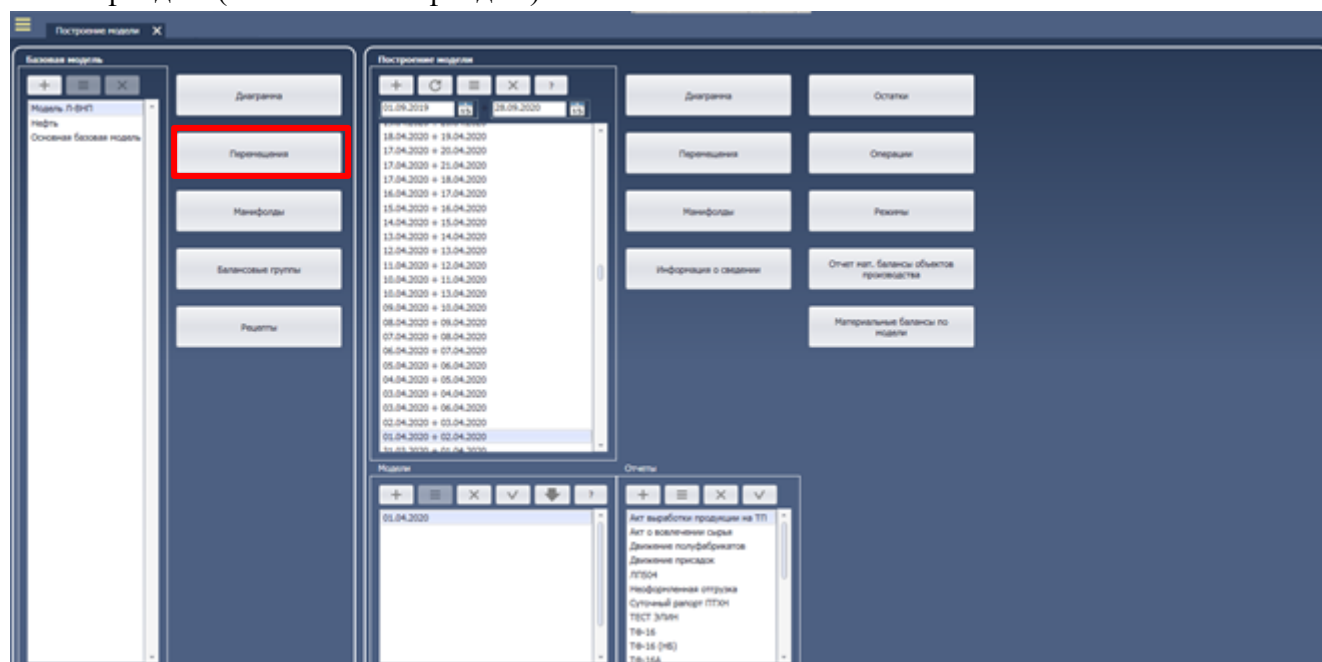 Построение модели X
Базовая модель
Модель Л-ВНП
Нефть
Основная базовая модель
Диаграмма
Перемещения
Манифолды
Балансовые группы
Рецепты
Построение модели
+ C ≡ X ?
01.09.2019 - 28.09.2020
18.04.2020 ÷ 19.04.2020
17.04.2020 ÷ 20.04.2020
17.04.2020 ÷ 21.04.2020
17.04.2020 ÷ 18.04.2020
16.04.2020 ÷ 17.04.2020
15.04.2020 ÷ 16.04.2020
14.04.2020 ÷ 15.04.2020
13.04.2020 ÷ 14.04.2020
12.04.2020 ÷ 13.04.2020
11.04.2020 ÷ 12.04.2020
10.04.2020 ÷ 11.04.2020
10.04.2020 ÷ 13.04.2020
09.04.2020 ÷ 10.04.2020
08.04.2020 ÷ 09.04.2020
07.04.2020 ÷ 08.04.2020
06.04.2020 ÷ 07.04.2020
05.04.2020 ÷ 06.04.2020
04.04.2020 ÷ 05.04.2020
03.04.2020 ÷ 04.04.2020
03.04.2020 ÷ 06.04.2020
02.04.2020 ÷ 03.04.2020
01.04.2020 ÷ 02.04.2020
31.03.2020 ÷ 01.04.2020
Диаграмма
Перемещения
Манифолды
Информация о сведении
Остатки
Операции
Режимы
Отчет мат. балансы объектов
производства
Материальные балансы по
модели
Модели
01.04.2020
Отчеты
Акт выработки продукции на ТП
Акт о вовлечении сырья
Движение полуфабрикатов
Движение присадок
ЛПБ04
Неоформленная отгрузка
Суточный рапорт ПТХН
ТЕСТ ЭЛИН
ТФ-16
ТФ-16 (НБ)
ТФ-16А